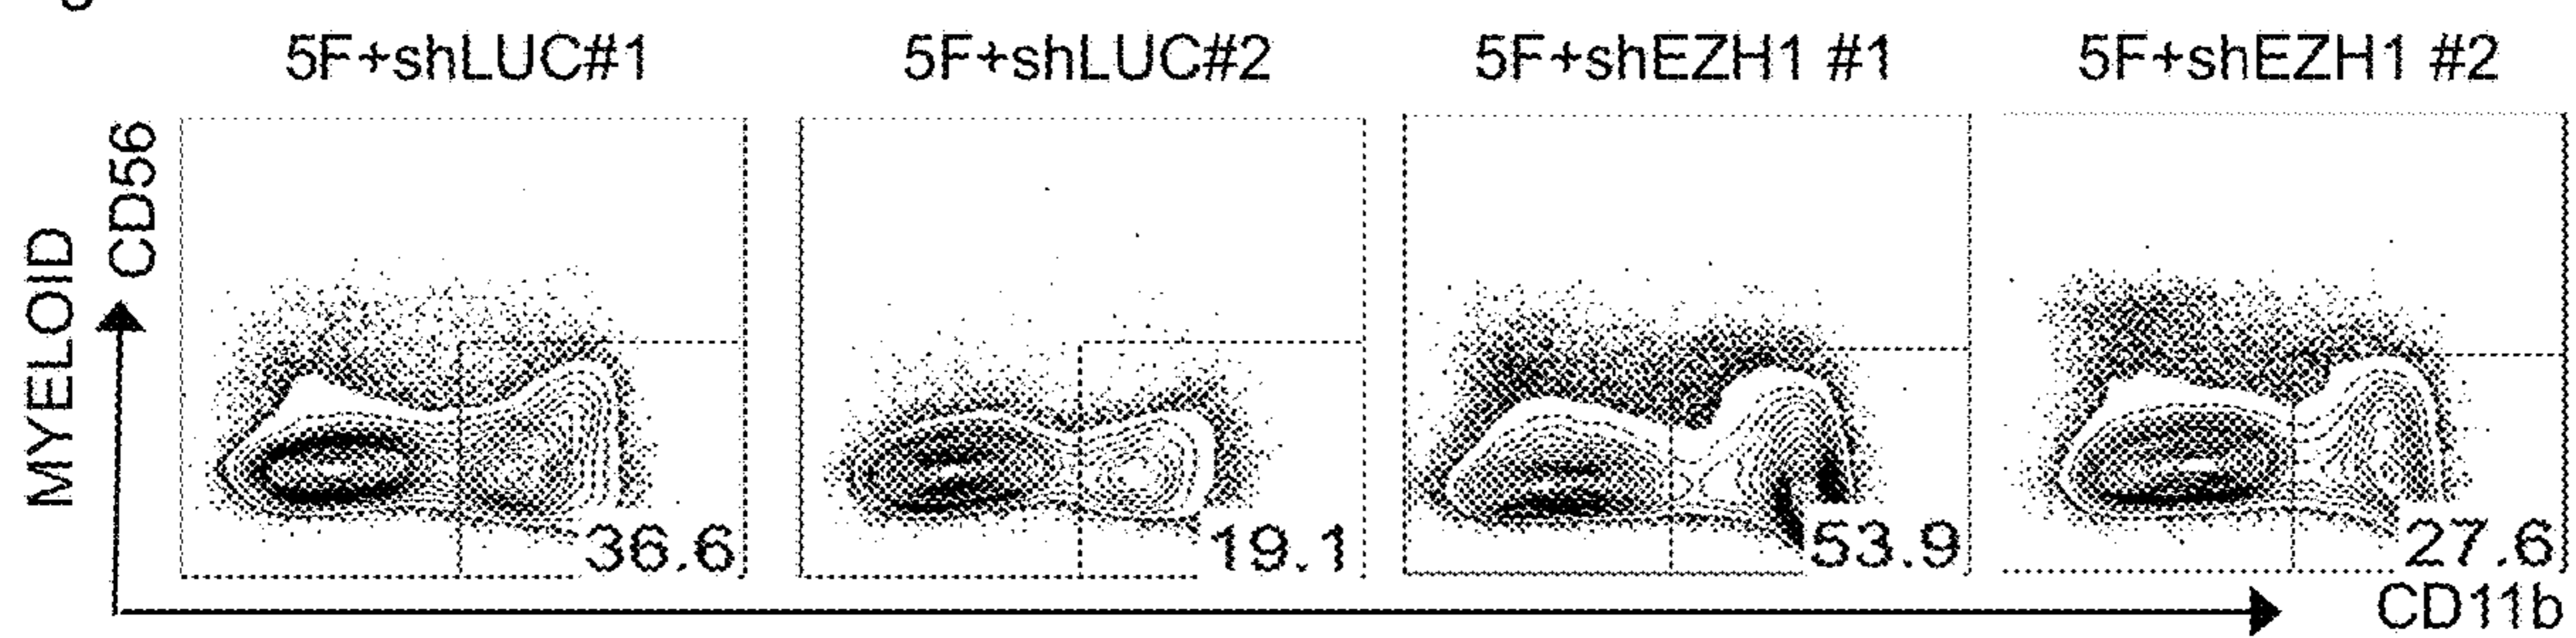 5F+shLUC#1 5F+shLUC#2 5F+shEZH1 #1 5F+shEZH1 #2
MYELOID
CD56
36.6 19.1 53.9 27.6
CD11b